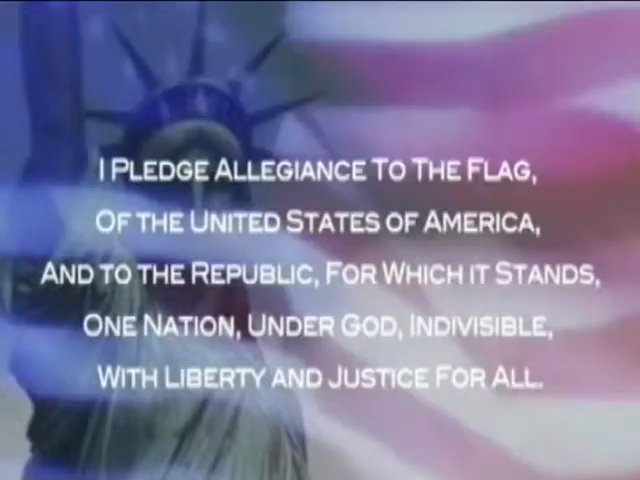 I Pledge Allegiance To The Flag,
Of the United States of America,
And to the Republic, For Which it Stands,
One Nation, Under God, Indivisible,
With Liberty and Justice For All.